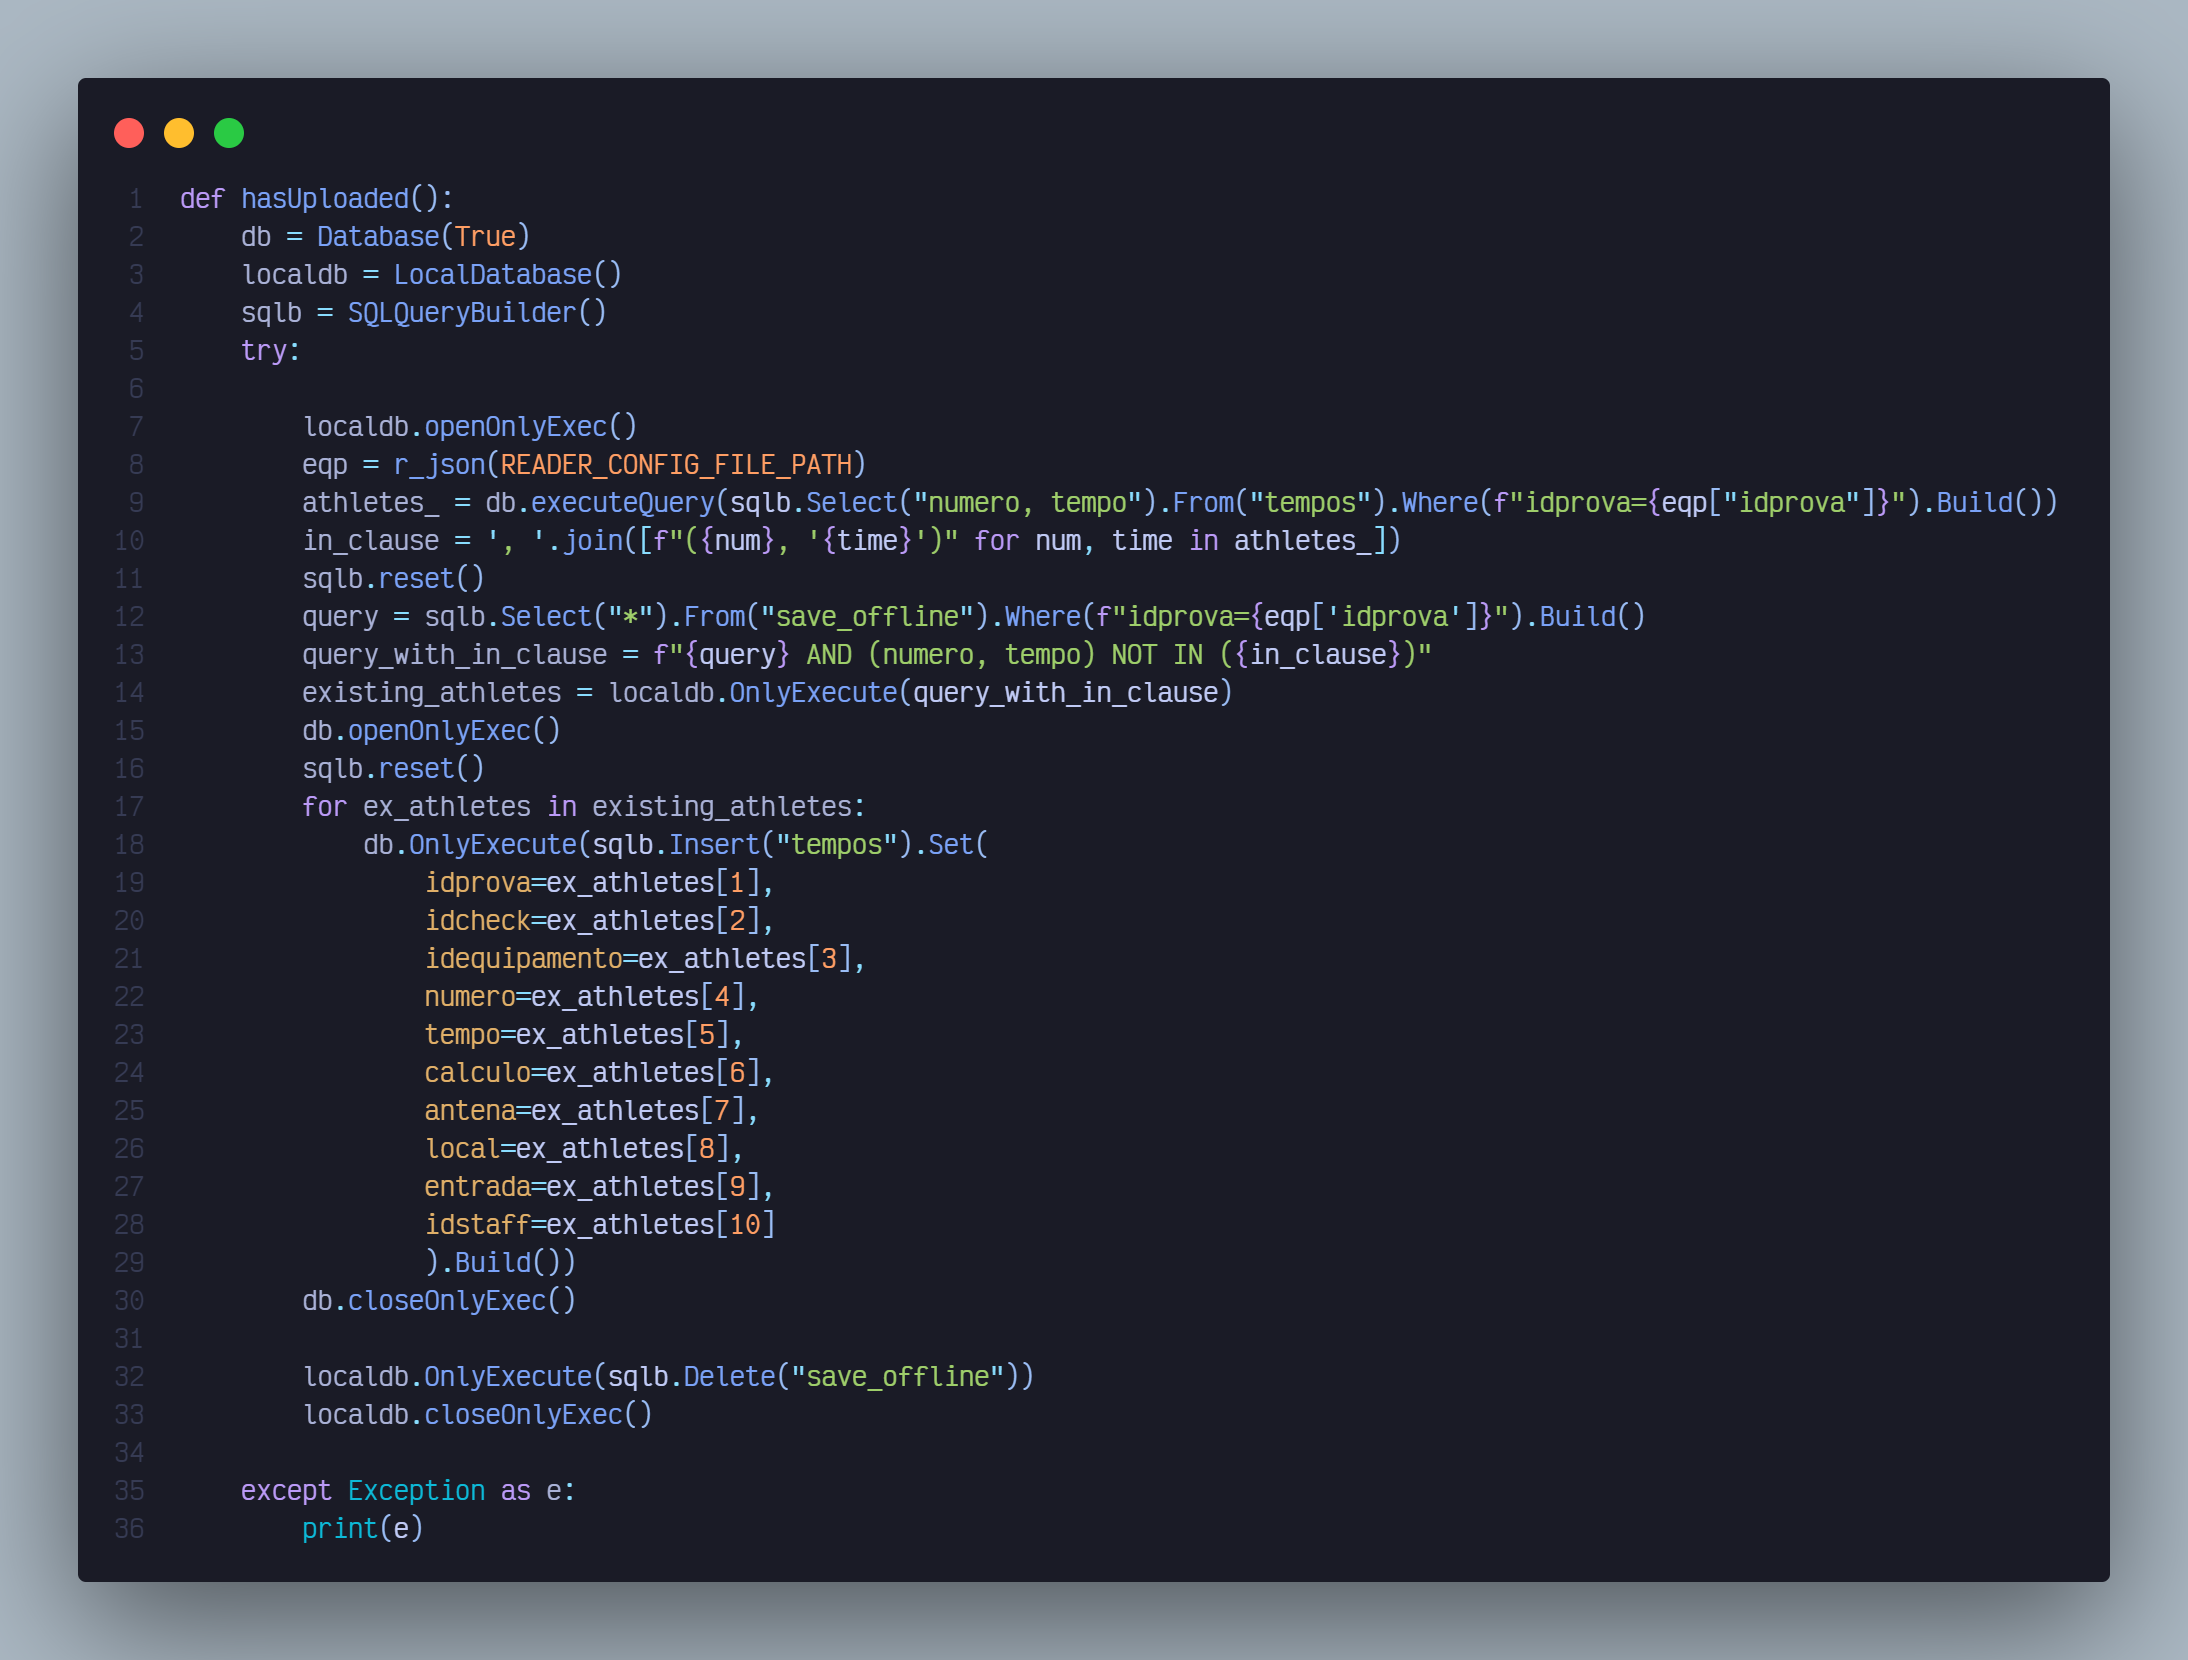 1 def hasUploaded():
2     db = Database(True)
3     localdb = LocalDatabase()
4     sqlb = SQLQueryBuilder()
5     try:
6
7         localdb.openOnlyExec()
8         eqp = r_json(READER_CONFIG_FILE_PATH)
9         athletes_ = db.executeQuery(sqlb.Select("numero, tempo").From("tempos").Where(f"idprova={eqp["idprova"]}").Build())
10         in_clause = ', '.join([f"({num}, '{time}')" for num, time in athletes_])
11         sqlb.reset()
12         query = sqlb.Select("*").From("save_offline").Where(f"idprova={eqp['idprova']}").Build()
13         query_with_in_clause = f"{query} AND (numero, tempo) NOT IN ({in_clause})"
14         existing_athletes = localdb.OnlyExecute(query_with_in_clause)
15         db.openOnlyExec()
16         sqlb.reset()
17         for ex_athletes in existing_athletes:
18             db.OnlyExecute(sqlb.Insert("tempos").Set(
19                 idprova=ex_athletes[1],
20                 idcheck=ex_athletes[2],
21                 idequipamento=ex_athletes[3],
22                 numero=ex_athletes[4],
23                 tempo=ex_athletes[5],
24                 calculo=ex_athletes[6],
25                 antena=ex_athletes[7],
26                 local=ex_athletes[8],
27                 entrada=ex_athletes[9],
28                 idstaff=ex_athletes[10]
29                 ).Build())
30         db.closeOnlyExec()
31
32         localdb.OnlyExecute(sqlb.Delete("save_offline"))
33         localdb.closeOnlyExec()
34
35     except Exception as e:
36         print(e)